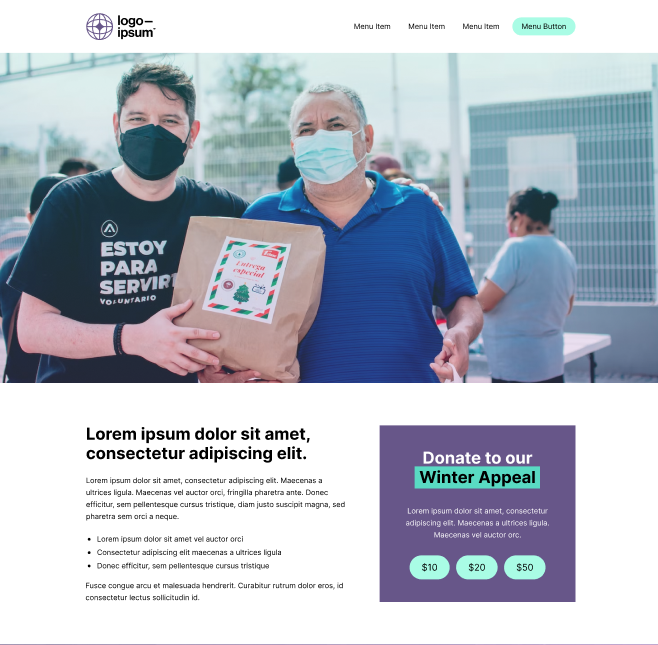 logo—
ipsum
Menu Item Menu Item Menu Item Menu Button
ESTOY
PARA
SERVIR
VOLUNTARIO
Entrega
especial
Lorem ipsum dolor sit amet,
consectetur adipiscing elit.
Lorem ipsum dolor sit amet, consectetur adipiscing elit. Maecenas a
ultrices ligula. Maecenas vel auctor orci, fringilla pharetra ante. Donec
efficitur, sem pellentesque cursus tristique, diam justo suscipit magna, sed
pharetra sem orci a neque.
• Lorem ipsum dolor sit amet vel auctor orci
• Consectetur adipiscing elit maecenas a ultrices ligula
• Donec efficitur, sem pellentesque cursus tristique
Fusce congue arcu et malesuada hendrerit. Curabitur rutrum dolor eros, id
consectetur lectus sollicitudin id.
Donate to our
Winter Appeal
Lorem ipsum dolor sit amet, consectetur
adipiscing elit. Maecenas a ultrices ligula.
Maecenas vel auctor orc.
$10 $20 $50